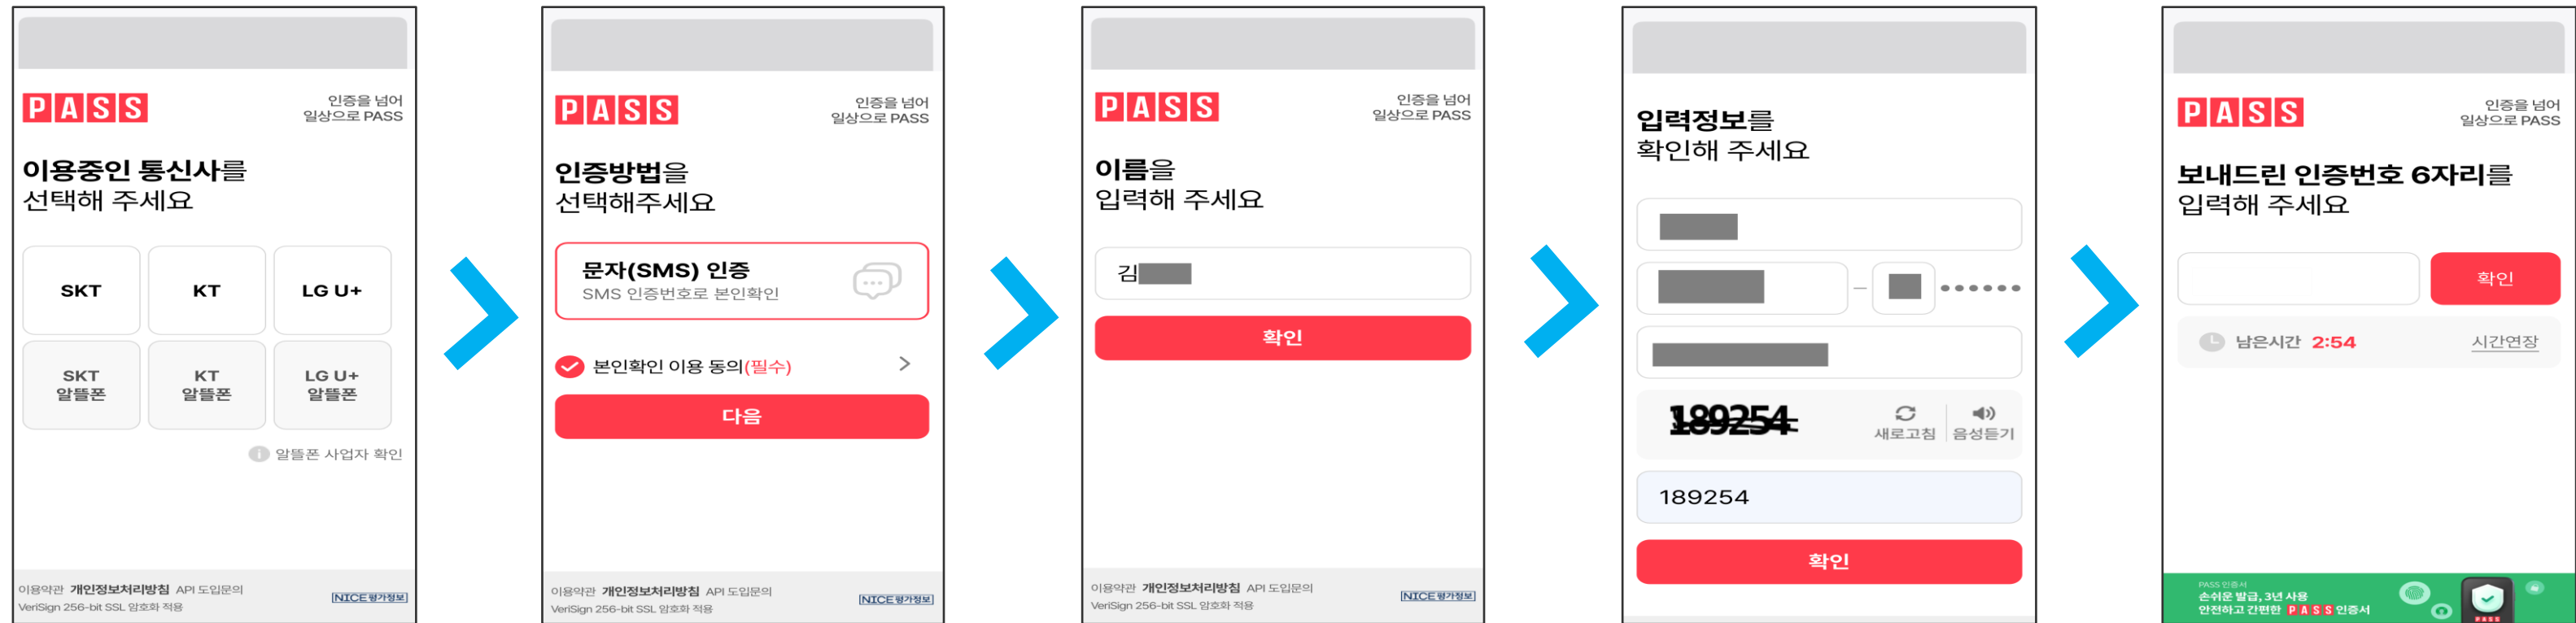 PASS
인증을 넘어
일상으로 PASS
이용중인 통신사를
선택해 주세요
SKT
KT
LG U+
SKT
알뜰폰
KT
알뜰폰
LG U+
알뜰폰
알뜰폰 사업자 확인
이용약관 개인정보처리방침 API 도입문의
VeriSign 256-bit SSL 암호화 적용
NICE평가정보
PASS
인증을 넘어
일상으로 PASS
인증방법을
선택해주세요
문자(SMS) 인증
SMS 인증번호로 본인확인
본인확인 이용 동의(필수)
다음
이용약관 개인정보처리방침 API 도입문의
VeriSign 256-bit SSL 암호화 적용
NICE평가정보
PASS
인증을 넘어
일상으로 PASS
이름을
입력해 주세요
김
확인
이용약관 개인정보처리방침 API 도입문의
VeriSign 256-bit SSL 암호화 적용
NICE평가정보
입력정보를
확인해 주세요
189254
새로고침
음성듣기
189254
확인
PASS
인증을 넘어
일상으로 PASS
보내드린 인증번호 6자리를
입력해 주세요
확인
남은시간 2:54
시간연장
PASS 인증서
손쉬운 발급, 3년 사용
안전하고 간편한 PASS 인증서
PASS